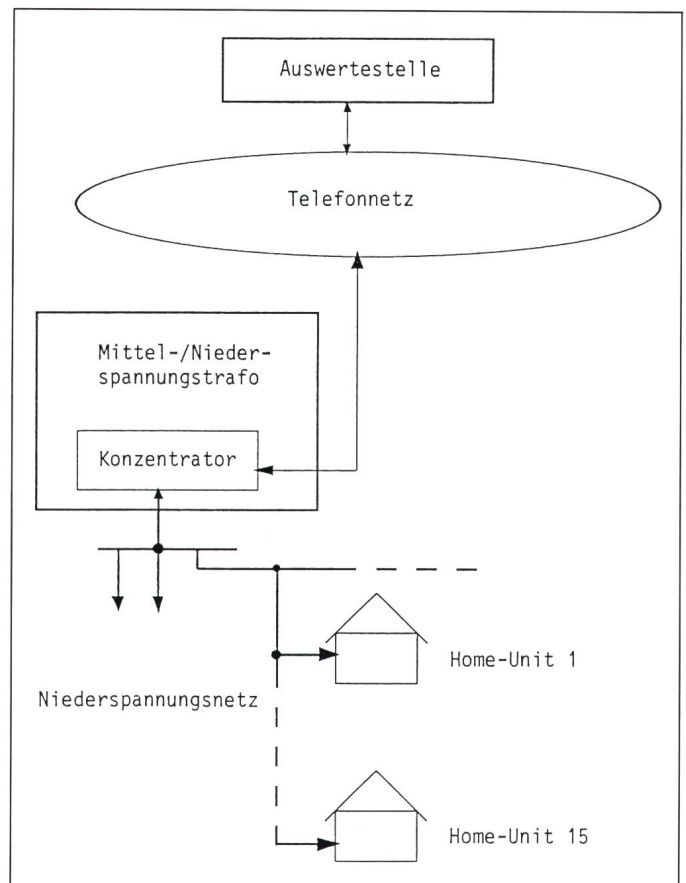 Auswertestelle
Telefonnetz
Mittel-/Nieder-
spannungstrafo
Konzentrator
Home-Unit 1
Niederspannungsnetz
Home-Unit 15